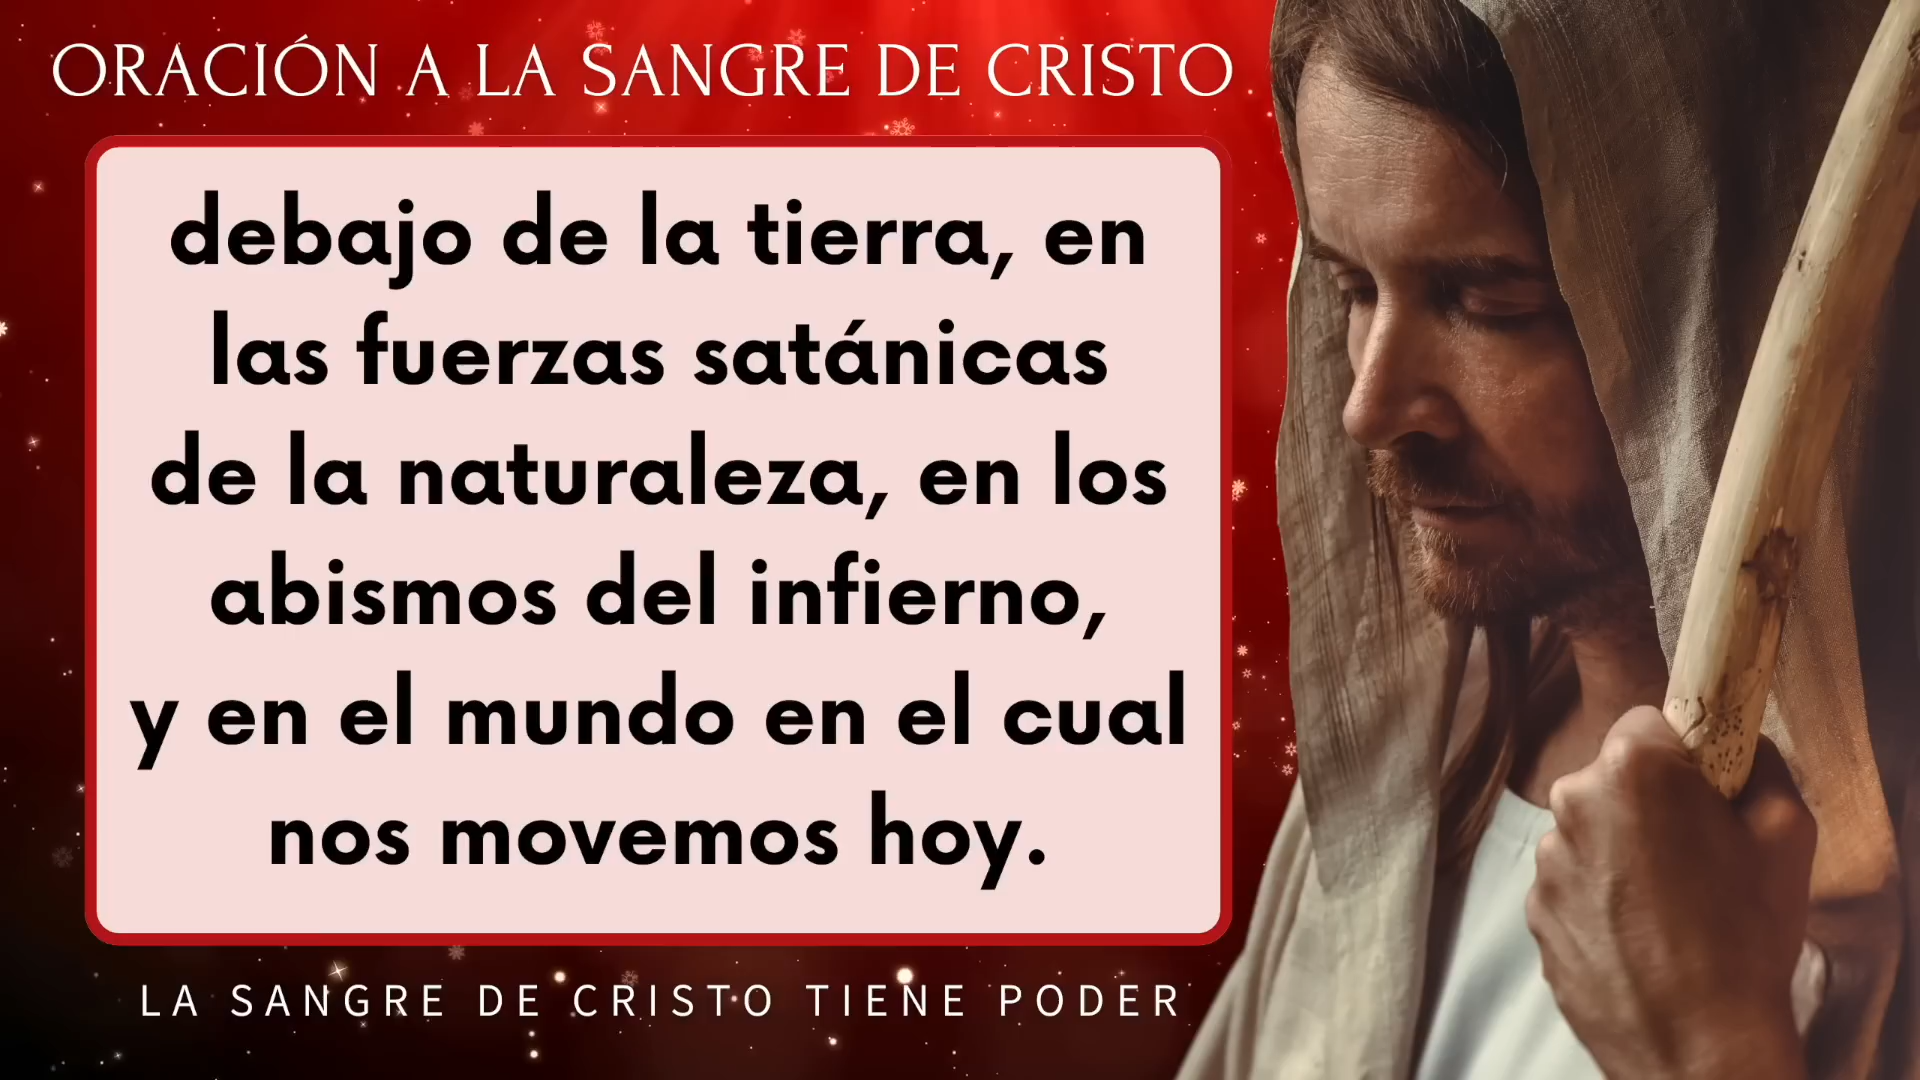 ORACIÓN A LA SANGRE DE CRISTO
debajo de la tierra, en
las fuerzas satánicas
de la naturaleza, en los
abismos del infierno,
y en el mundo en el cual
nos movemos hoy.
LA SANGRE DE CRISTO TIENE PODER